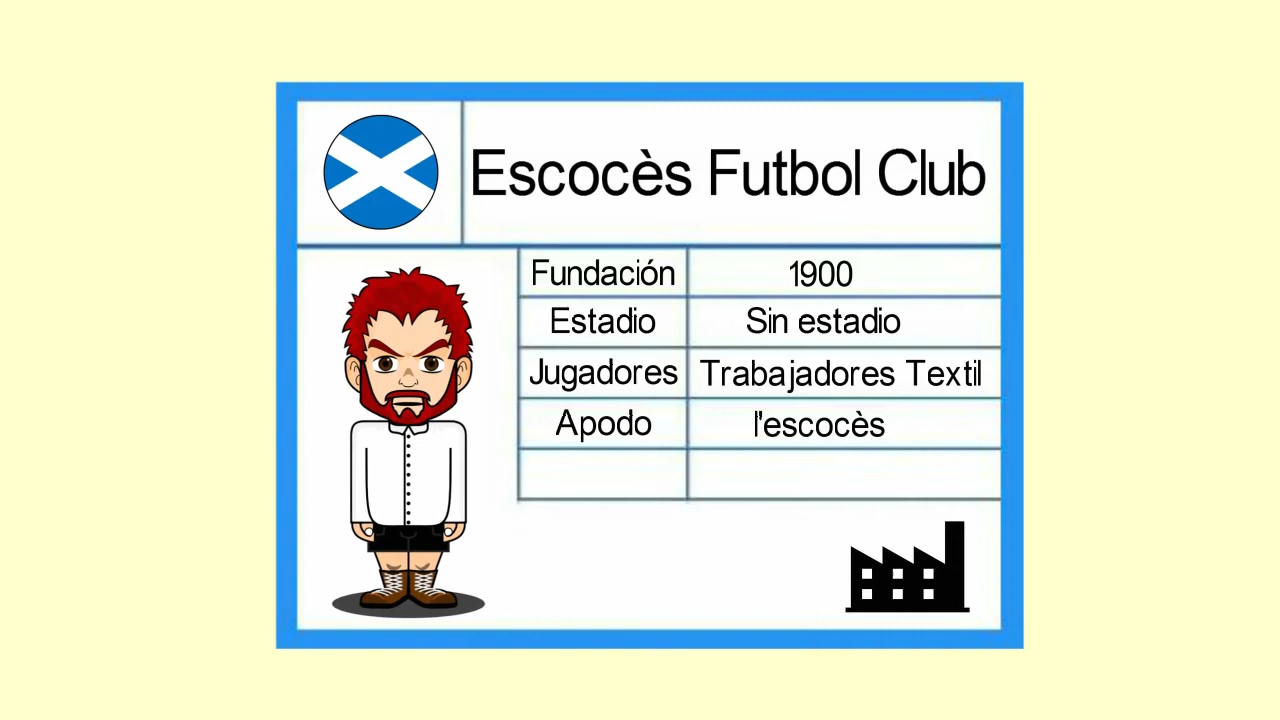 Escocès Futbol Club
Fundación 1900
Estadio Sin estadio
Jugadores Trabajadores Textil
Apodo l'escocès